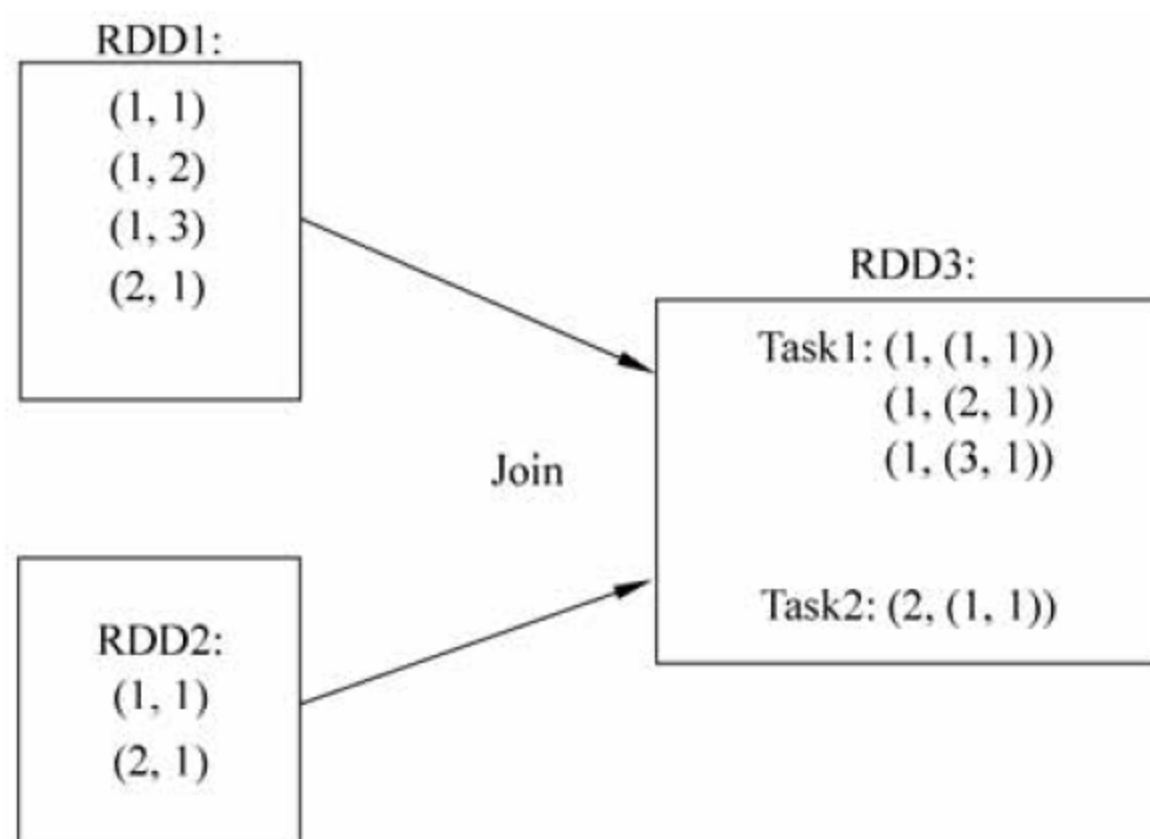 RDD1:
(1, 1)
(1, 2)
(1, 3)
(2, 1)
Join
RDD2:
(1, 1)
(2, 1)
RDD3:
Task1: (1, (1, 1))
(1, (2, 1))
(1, (3, 1))
Task2: (2, (1, 1))